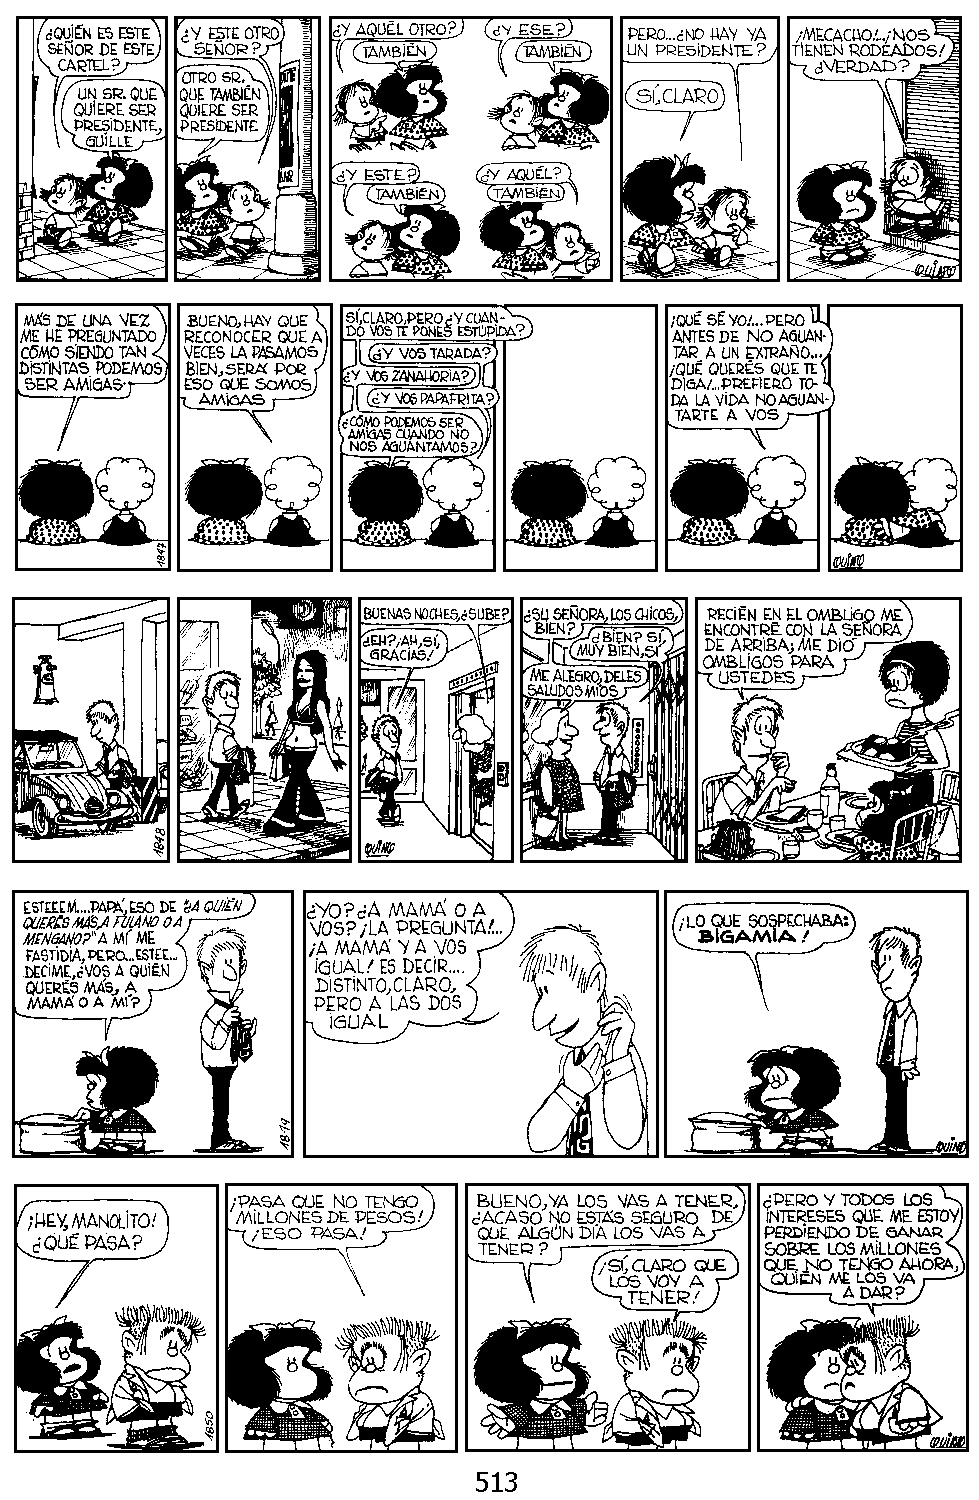 ¿QUIÉN ES ESTE
SEÑOR DE ESTE
CARTEL?
UN SR. QUE
QUIERE SER
PRESIDENTE,
GUILLE
¿Y ESTE OTRO
SEÑOR?
OTRO SR.
QUE TAMBIÉN
QUIERE SER
PRESIDENTE
¿Y AQUÉL OTRO?
TAMBIÉN
¿Y ESE?
TAMBIÉN
¿Y ESTE?
TAMBIÉN
¿Y AQUÉL?
TAMBIÉN
PERO...¿NO HAY YA
UN PRESIDENTE?
SÍ, CLARO
¡MECACHO!..¡NOS
TIENEN RODEADOS!
¿VERDAD?
QUINO
MÁS DE UNA VEZ
ME HE PREGUNTADO
CÓMO SIENDO TAN
DISTINTAS PODEMOS
SER AMIGAS.
1847
BUENO, HAY QUE
RECONOCER QUE A
VECES LA PASAMOS
BIEN, SERÁ POR
ESO QUE SOMOS
AMIGAS
SÍ, CLARO, PERO ¿Y CUAN-
DO VOS TE PONÉS ESTÚPIDA?
¿Y VOS TARADA?
¿Y VOS ZANAHORIA?
¿Y VOS PAPAFRITA?
¿CÓMO PODEMOS SER
AMIGAS CUANDO NO
NOS AGUANTAMOS?
¡QUÉ SÉ YO!... PERO
ANTES DE NO AGUAN-
TAR A UN EXTRAÑO...
¡QUÉ QUERÉS QUE TE
DIGA!...PREFIERO TO-
DA LA VIDA NO AGUAN-
TARTE A VOS
QUINO
1848
BUENAS NOCHES, ¿SUBE?
¿EH?; AH, SÍ,
GRACIAS!
QUINO
¿SU SEÑORA, LOS CHICOS,
BIEN?
¿BIEN? SÍ,
MUY BIEN, SÍ
ME ALEGRO, DELES
SALUDOS MÍOS
RECIÉN EN EL OMBLIGO ME
ENCONTRÉ CON LA SEÑORA
DE ARRIBA; ME DIO
OMBLIGOS PARA
USTEDES
ESTEEEM...PAPÁ, ESO DE "¿A QUIÉN
QUERÉS MÁS, A FULANO O A
MENGANO?" A MÍ ME
FASTIDIA, PERO...ESTEE...
DECIME, ¿VOS A QUIÉN
QUERÉS MÁS, A
MAMÁ O A MÍ?
1849
¿YO? ¿A MAMÁ O A
VOS? ¡LA PREGUNTA!...
¡A MAMÁ Y A VOS
IGUAL! ES DECIR....
DISTINTO, CLARO,
PERO A LAS DOS
IGUAL
¡LO QUE SOSPECHABA:
BIGAMIA!
QUINO
¡HEY, MANOLITO!
¿QUÉ PASA?
1850
¡PASA QUE NO TENGO
MILLONES DE PESOS!
¡ESO PASA!
BUENO, YA LOS VAS A TENER,
¿ACASO NO ESTÁS SEGURO DE
QUE ALGÚN DÍA LOS VAS A
TENER?
¡SÍ, CLARO QUE
LOS VOY A
TENER!
¿PERO Y TODOS LOS
INTERESES QUE ME ESTOY
PERDIENDO DE GANAR
SOBRE LOS MILLONES
QUE NO TENGO AHORA,
QUIÉN ME LOS VA
A DAR?
QUINO
513